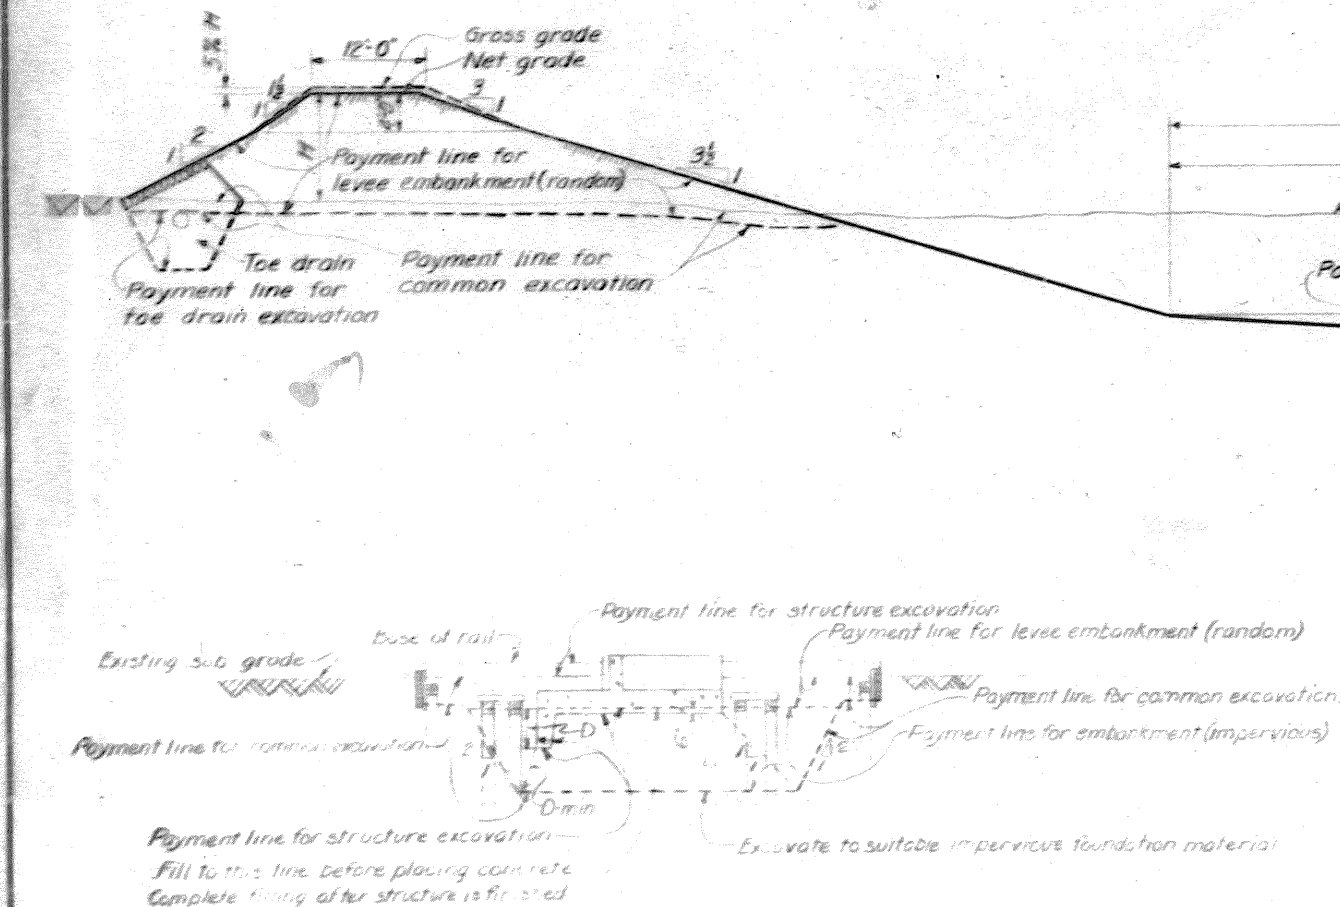 5% H
12'-0"
Gross grade
Net grade
1½
1
3
1
2
1
H
Payment line for
levee embankment (random)
3½
1
Toe drain
Payment line for
common excavation
Payment line for
toe drain excavation
Payment line for structure excavation
Base of rail
Payment line for levee embankment (random)
Existing sub grade
Payment line for common excavation
Payment line for common excavation
Payment line for embankment (impervious)
2
D
2
D-min
Payment line for structure excavation
Fill to this line before placing concrete
Complete filling after structure is finished
Excavate to suitable impervious foundation material